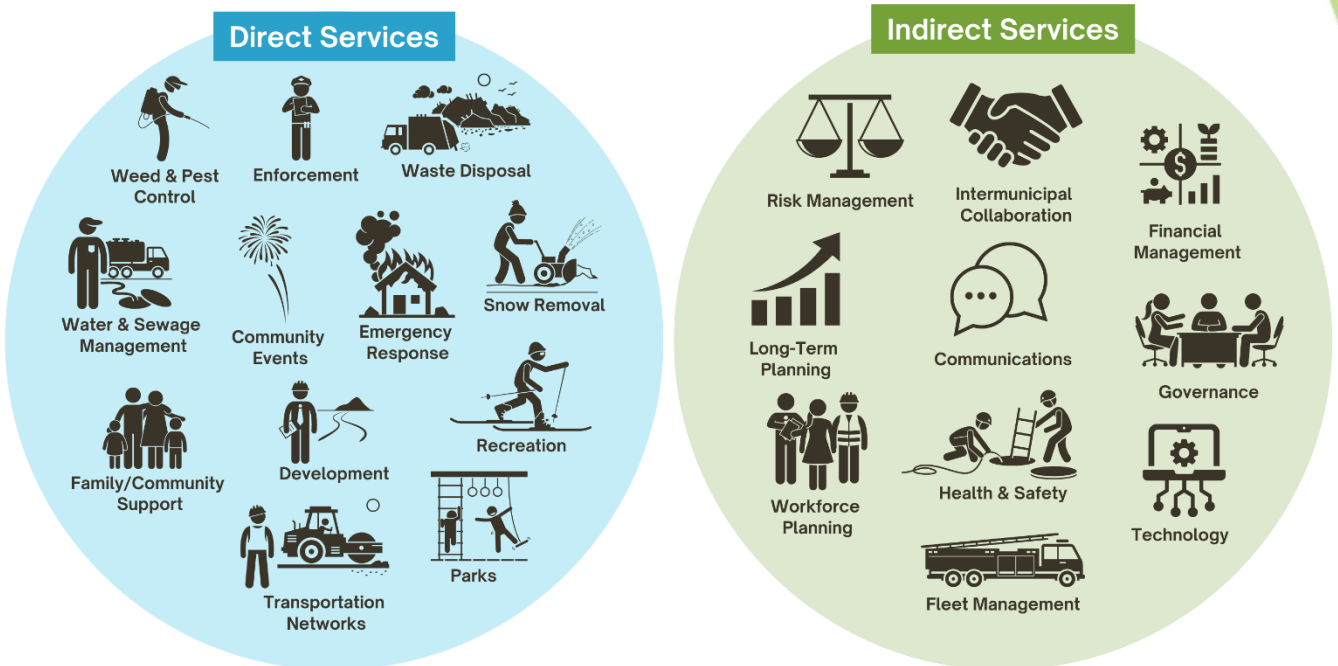 Direct Services
Weed & Pest
Control
Enforcement
Waste Disposal
Water & Sewage
Management
Community
Events
Emergency
Response
Snow Removal
Family/Community
Support
Development
Recreation
Transportation
Networks
Parks
Indirect Services
Risk Management
Intermunicipal
Collaboration
Financial
Management
Long-Term
Planning
Communications
Governance
Workforce
Planning
Health & Safety
Technology
Fleet Management
$